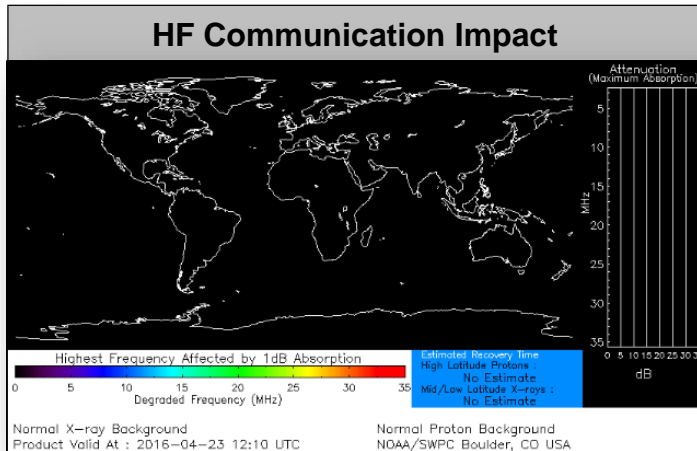 HF Communication Impact
Attenuation
(Maximum Absorption)
5
10
15
20
25
30
35
MHz
0 5 10 15 20 25 30 3
dB
Highest Frequency Affected by 1dB Absorption
0 5 10 15 20 25 30 35
Degraded Frequency (MHz)
Estimated Recovery Time
High Latitude Protons :
No Estimate
Mid/Low Latitude X-rays :
No Estimate
Normal X-ray Background
Product Valid At : 2016-04-23 12:10 UTC
Normal Proton Background
NOAA/SWPC Boulder, CO USA